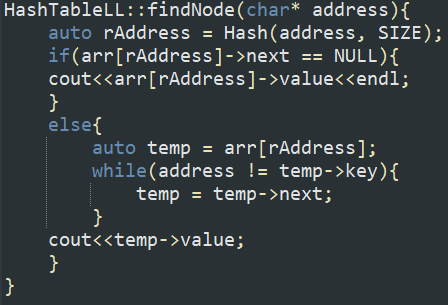 HashTableLL::findNode(char* address){
    auto rAddress = Hash(address, SIZE);
    if(arr[rAddress]->next == NULL){
    cout<<arr[rAddress]->value<<endl;
    }
    else{
        auto temp = arr[rAddress];
        while(address != temp->key){
            temp = temp->next;
        }
    cout<<temp->value;
    }
}